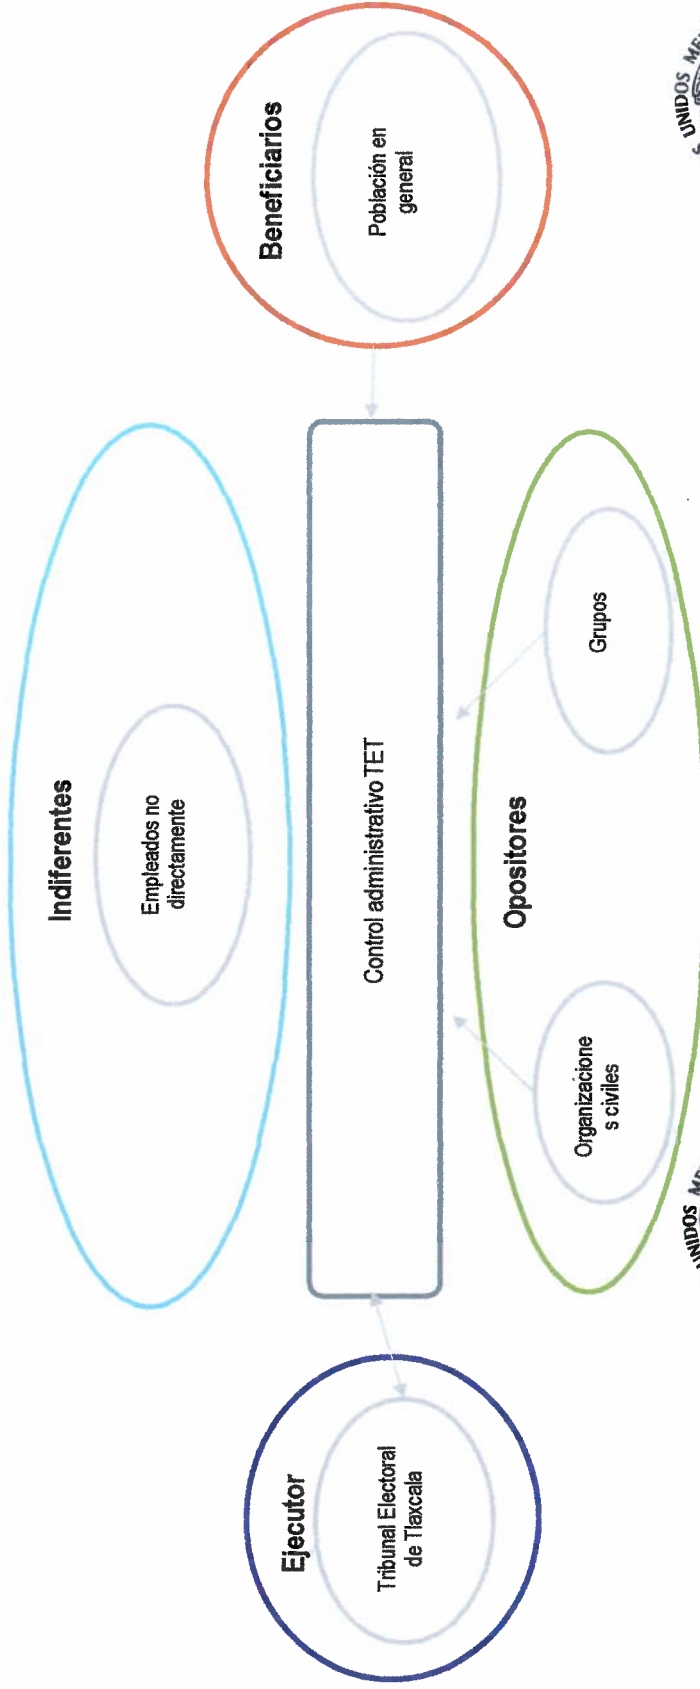 Indiferentes
Empleados no
directamente
Ejecutor
Tribunal Electoral
de Tlaxcala
Control administrativo TET
Beneficiarios
Población en
general
Opositores
Organizacione
s civiles
Grupos
UNIDOS
UNIDOS